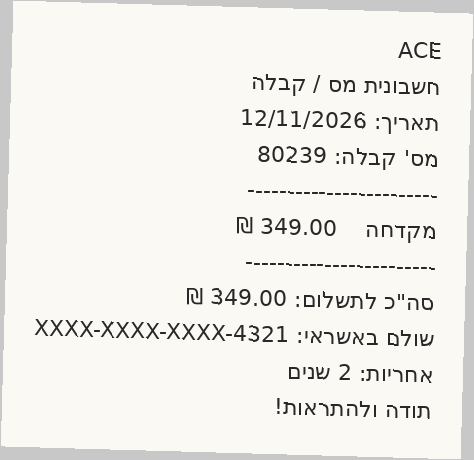 ACE
חשבונית מס / קבלה
תאריך: 12/11/2026
מס' קבלה: 80239
--------------------------
מקדחה    349.00 ₪
--------------------------
סה"כ לתשלום: 349.00 ₪
שולם באשראי: XXXX-XXXX-XXXX-4321
אחריות: 2 שנים
תודה ולהתראות!